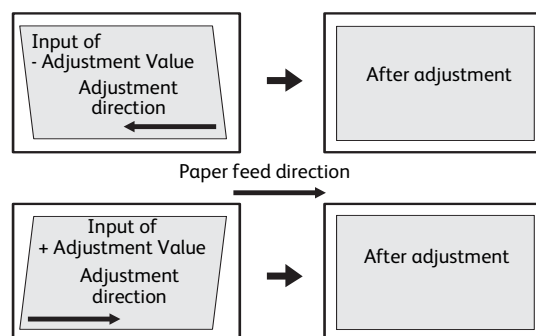 Input of
- Adjustment Value
Adjustment
direction
After adjustment
Paper feed direction
Input of
+ Adjustment Value
Adjustment
direction
After adjustment